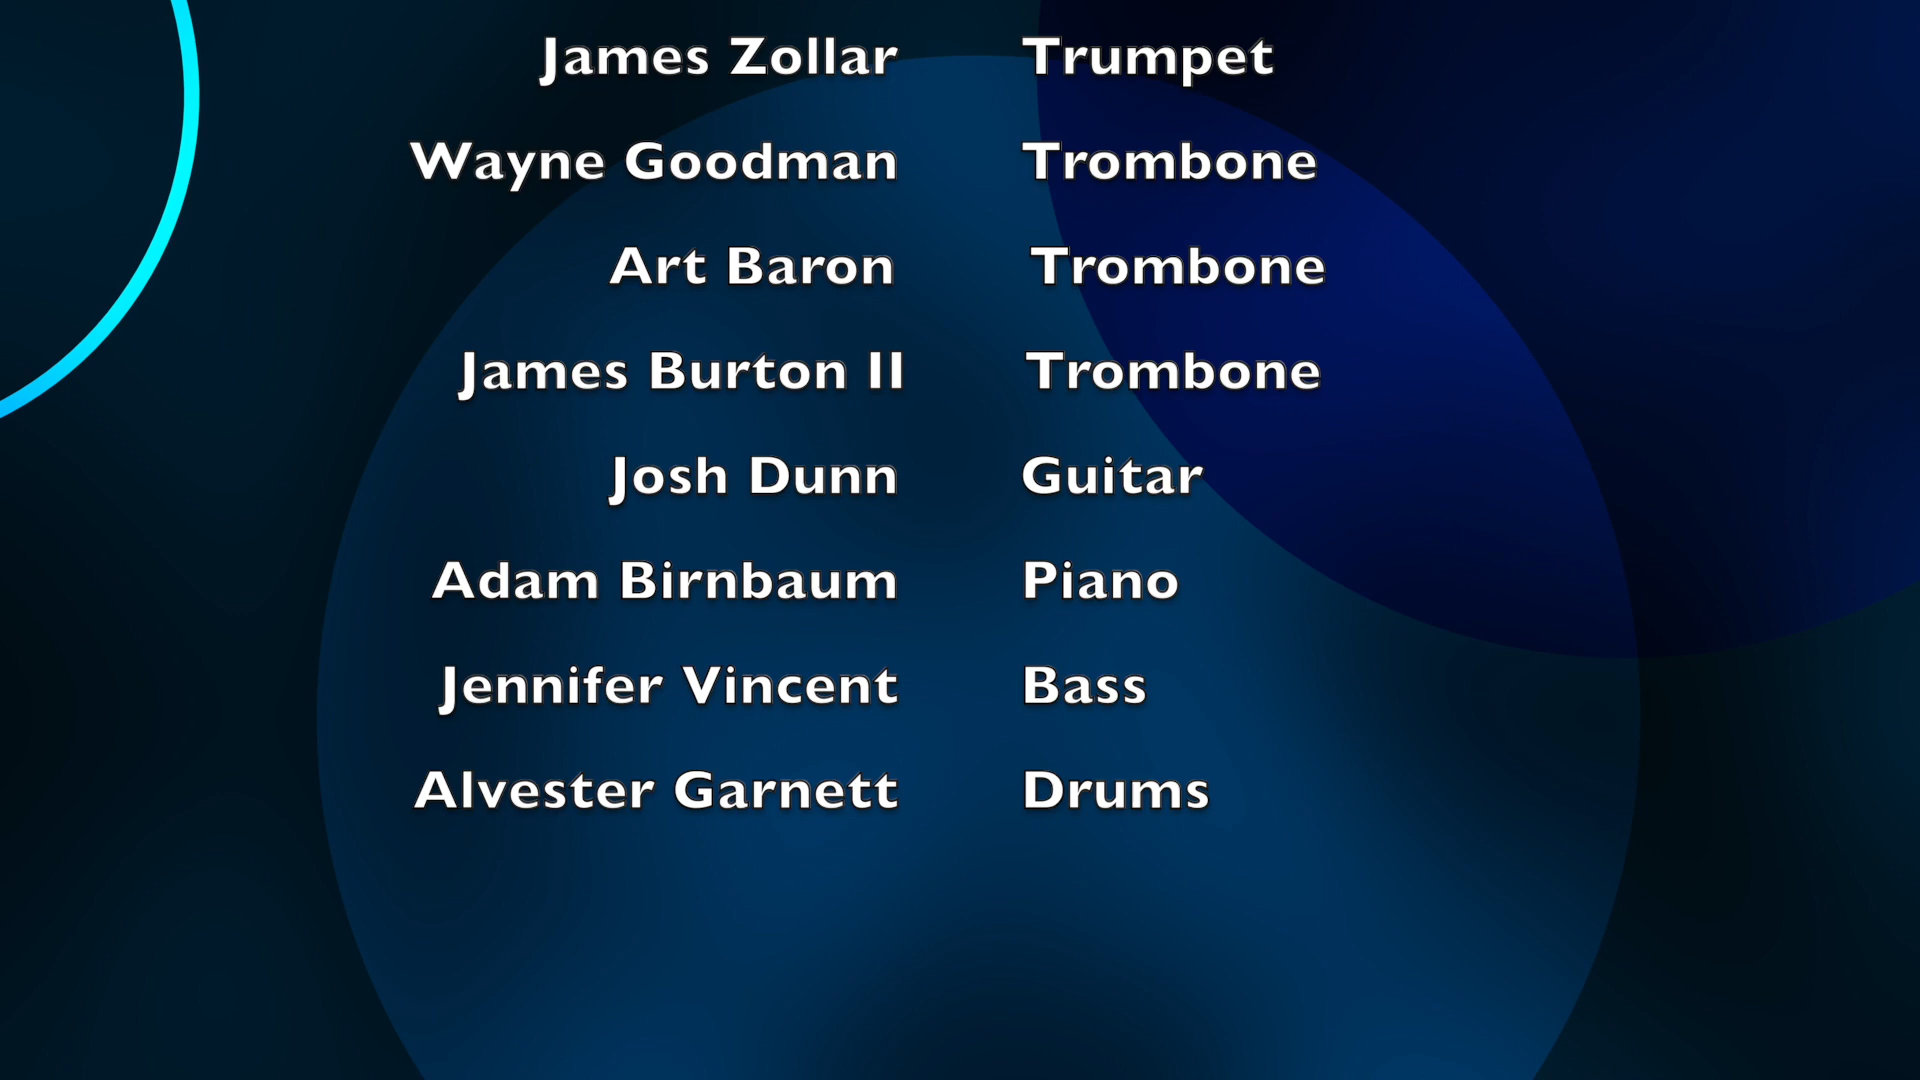 James Zollar Trumpet
Wayne Goodman Trombone
Art Baron Trombone
James Burton II Trombone
Josh Dunn Guitar
Adam Birnbaum Piano
Jennifer Vincent Bass
Alvester Garnett Drums